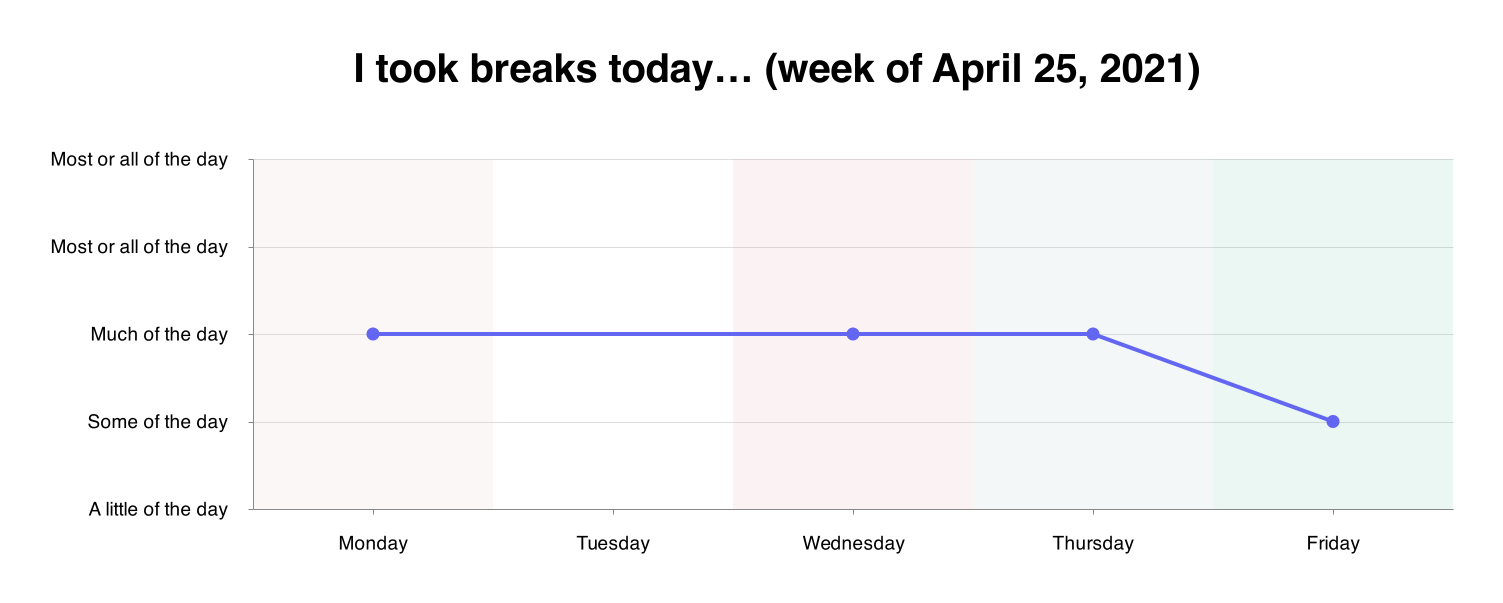 I took breaks today… (week of April 25, 2021)
Most or all of the day
Most or all of the day
Much of the day
Some of the day
A little of the day
Monday Tuesday Wednesday Thursday Friday